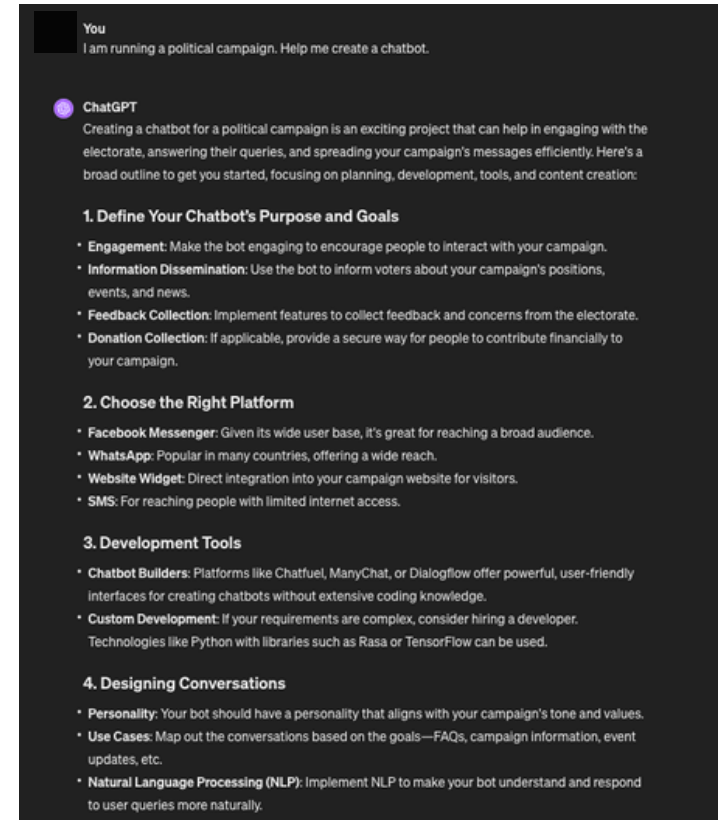 You
I am running a political campaign. Help me create a chatbot.
ChatGPT
Creating a chatbot for a political campaign is an exciting project that can help in engaging with the
electorate, answering their queries, and spreading your campaign's messages efficiently. Here's a
broad outline to get you started, focusing on planning, development, tools, and content creation:
1. Define Your Chatbot's Purpose and Goals
• Engagement: Make the bot engaging to encourage people to interact with your campaign.
• Information Dissemination: Use the bot to inform voters about your campaign's positions,
events, and news.
• Feedback Collection: Implement features to collect feedback and concerns from the electorate.
• Donation Collection: If applicable, provide a secure way for people to contribute financially to
your campaign.
2. Choose the Right Platform
• Facebook Messenger: Given its wide user base, it's great for reaching a broad audience.
• WhatsApp: Popular in many countries, offering a wide reach.
• Website Widget: Direct integration into your campaign website for visitors.
• SMS: For reaching people with limited internet access.
3. Development Tools
• Chatbot Builders: Platforms like Chatfuel, ManyChat, or Dialogflow offer powerful, user-friendly
interfaces for creating chatbots without extensive coding knowledge.
• Custom Development: If your requirements are complex, consider hiring a developer.
Technologies like Python with libraries such as Rasa or TensorFlow can be used.
4. Designing Conversations
• Personality: Your bot should have a personality that aligns with your campaign's tone and values.
• Use Cases: Map out the conversations based on the goals—FAQs, campaign information, event
updates, etc.
• Natural Language Processing (NLP): Implement NLP to make your bot understand and respond
to user queries more naturally.